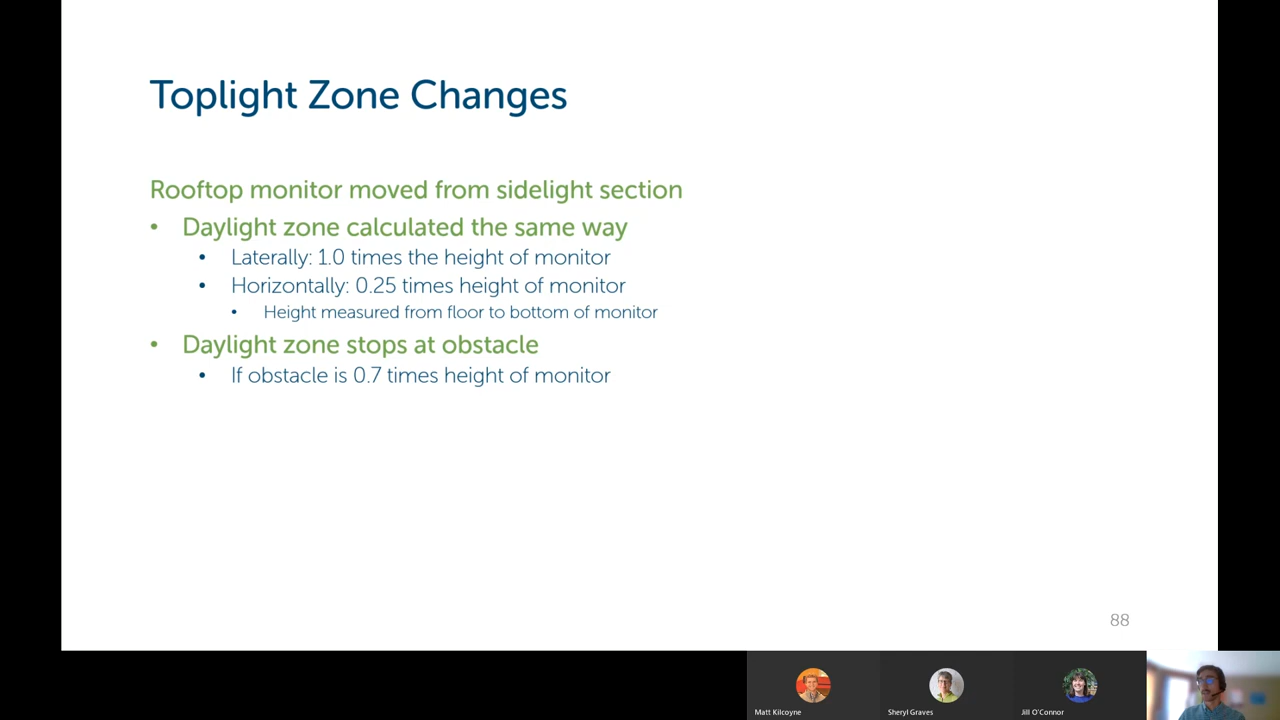 Toplight Zone Changes
Rooftop monitor moved from sidelight section
• Daylight zone calculated the same way
• Laterally: 1.0 times the height of monitor
• Horizontally: 0.25 times height of monitor
• Height measured from floor to bottom of monitor
• Daylight zone stops at obstacle
• If obstacle is 0.7 times height of monitor
88
Matt Kilcoyne
Sheryl Graves
Jill O'Connor